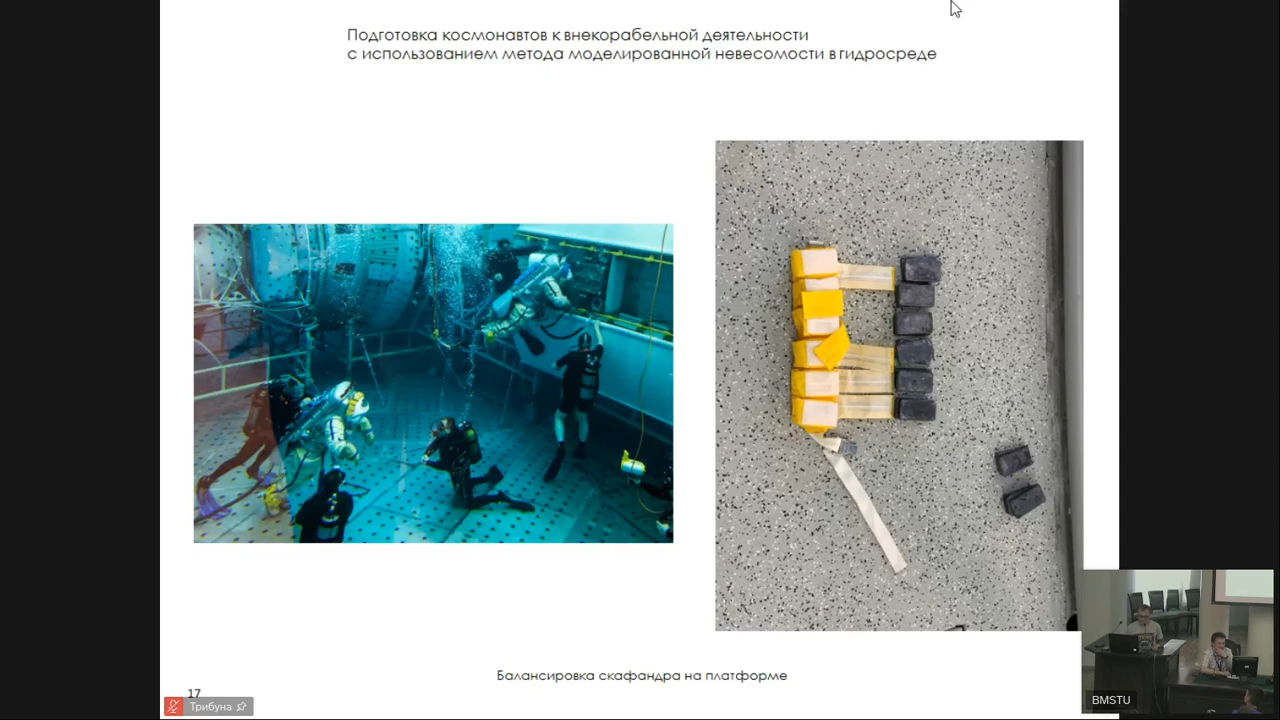 Подготовка космонавтов к внекорабельной деятельности
с использованием метода моделированной невесомости в гидросреде
Балансировка скафандра на платформе
17
Трибуна
BMSTU